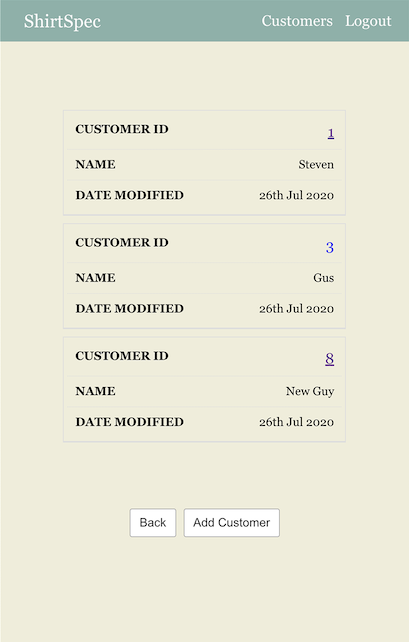 ShirtSpec Customers Logout
CUSTOMER ID 1
NAME Steven
DATE MODIFIED 26th Jul 2020
CUSTOMER ID 3
NAME Gus
DATE MODIFIED 26th Jul 2020
CUSTOMER ID 8
NAME New Guy
DATE MODIFIED 26th Jul 2020
Back Add Customer